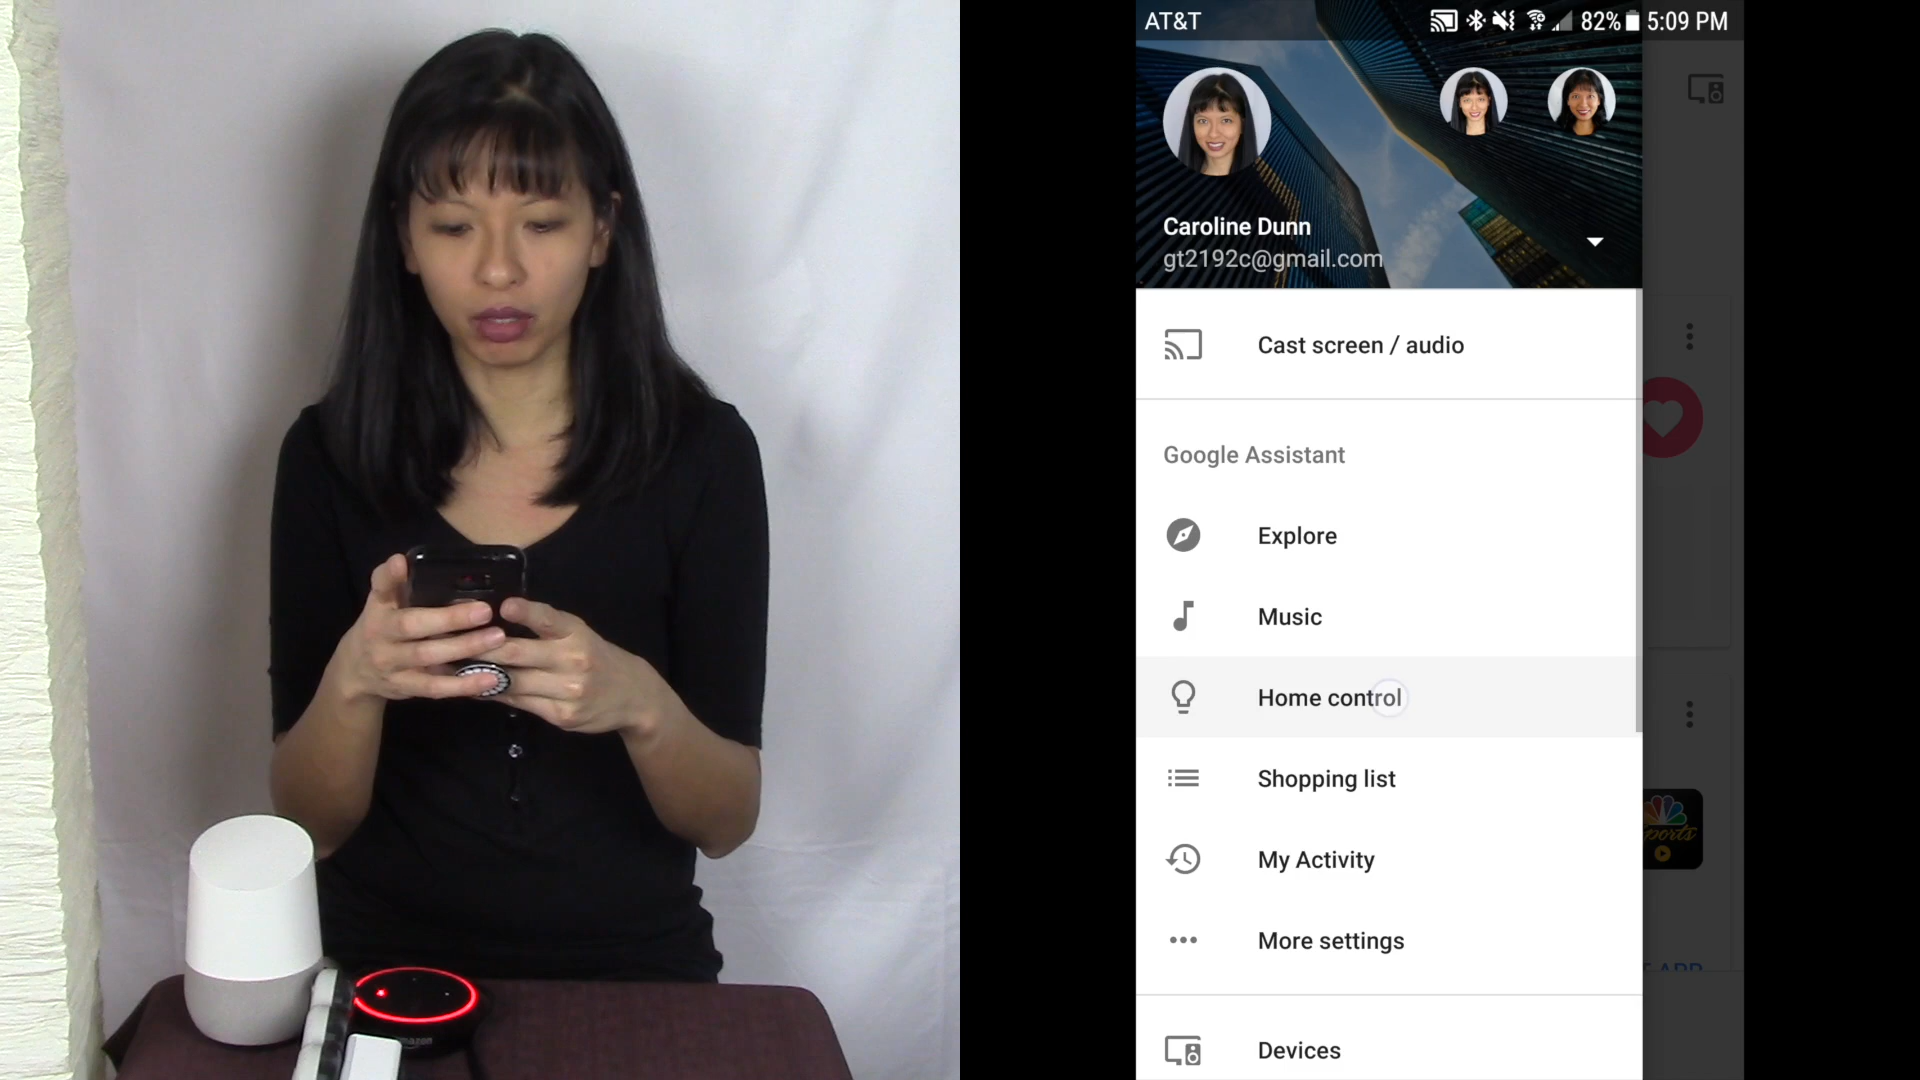 AT&T
82% 5:09 PM
Caroline Dunn
gt2192c@gmail.com
Cast screen / audio
Google Assistant
Explore
Music
Home control
Shopping list
My Activity
More settings
Devices